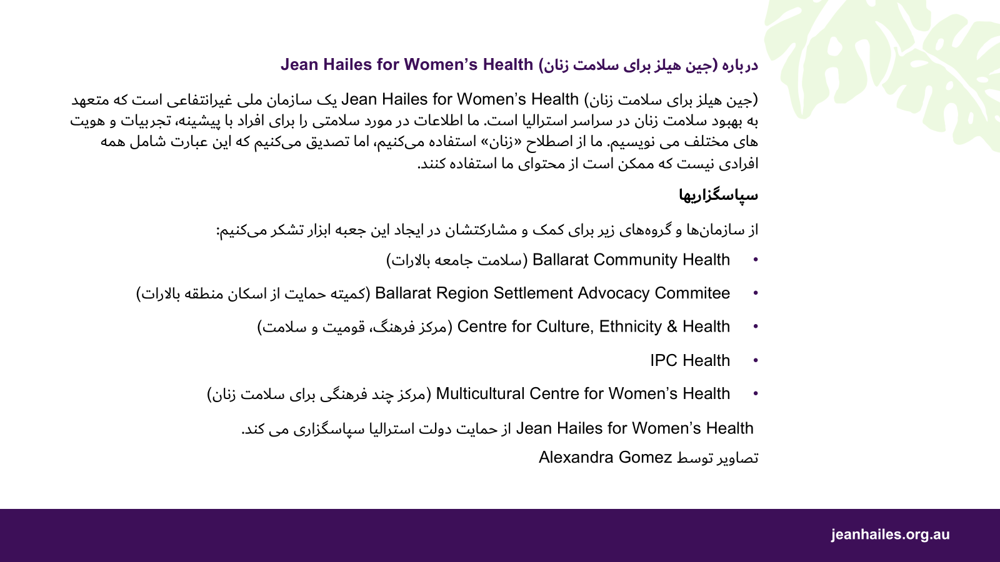 درباره (جین هیلز برای سلامت زنان) Jean Hailes for Women’s Health
(جین هیلز برای سلامت زنان) Jean Hailes for Women’s Health یک سازمان ملی غیرانتفاعی است که متعهد
به بهبود سلامت زنان در سراسر استرالیا است. ما اطلاعات در مورد سلامتی را برای افراد با پیشینه، تجربیات و هویت
های مختلف می نویسیم. ما از اصطلاح «زنان» استفاده می‌کنیم، اما تصدیق می‌کنیم که این عبارت شامل همه
افرادی نیست که ممکن است از محتوای ما استفاده کنند.
سپاسگزاریها
از سازمان‌ها و گروه‌های زیر برای کمک و مشارکتشان در ایجاد این جعبه ابزار تشکر می‌کنیم:
• Ballarat Community Health (سلامت جامعه بالارات)
• Ballarat Region Settlement Advocacy Commitee (کمیته حمایت از اسکان منطقه بالارات)
• Centre for Culture, Ethnicity & Health (مرکز فرهنگ، قومیت و سلامت)
• IPC Health
• Multicultural Centre for Women’s Health (مرکز چند فرهنگی برای سلامت زنان)
Jean Hailes for Women’s Health از حمایت دولت استرالیا سپاسگزاری می کند.
تصاویر توسط Alexandra Gomez
jeanhailes.org.au